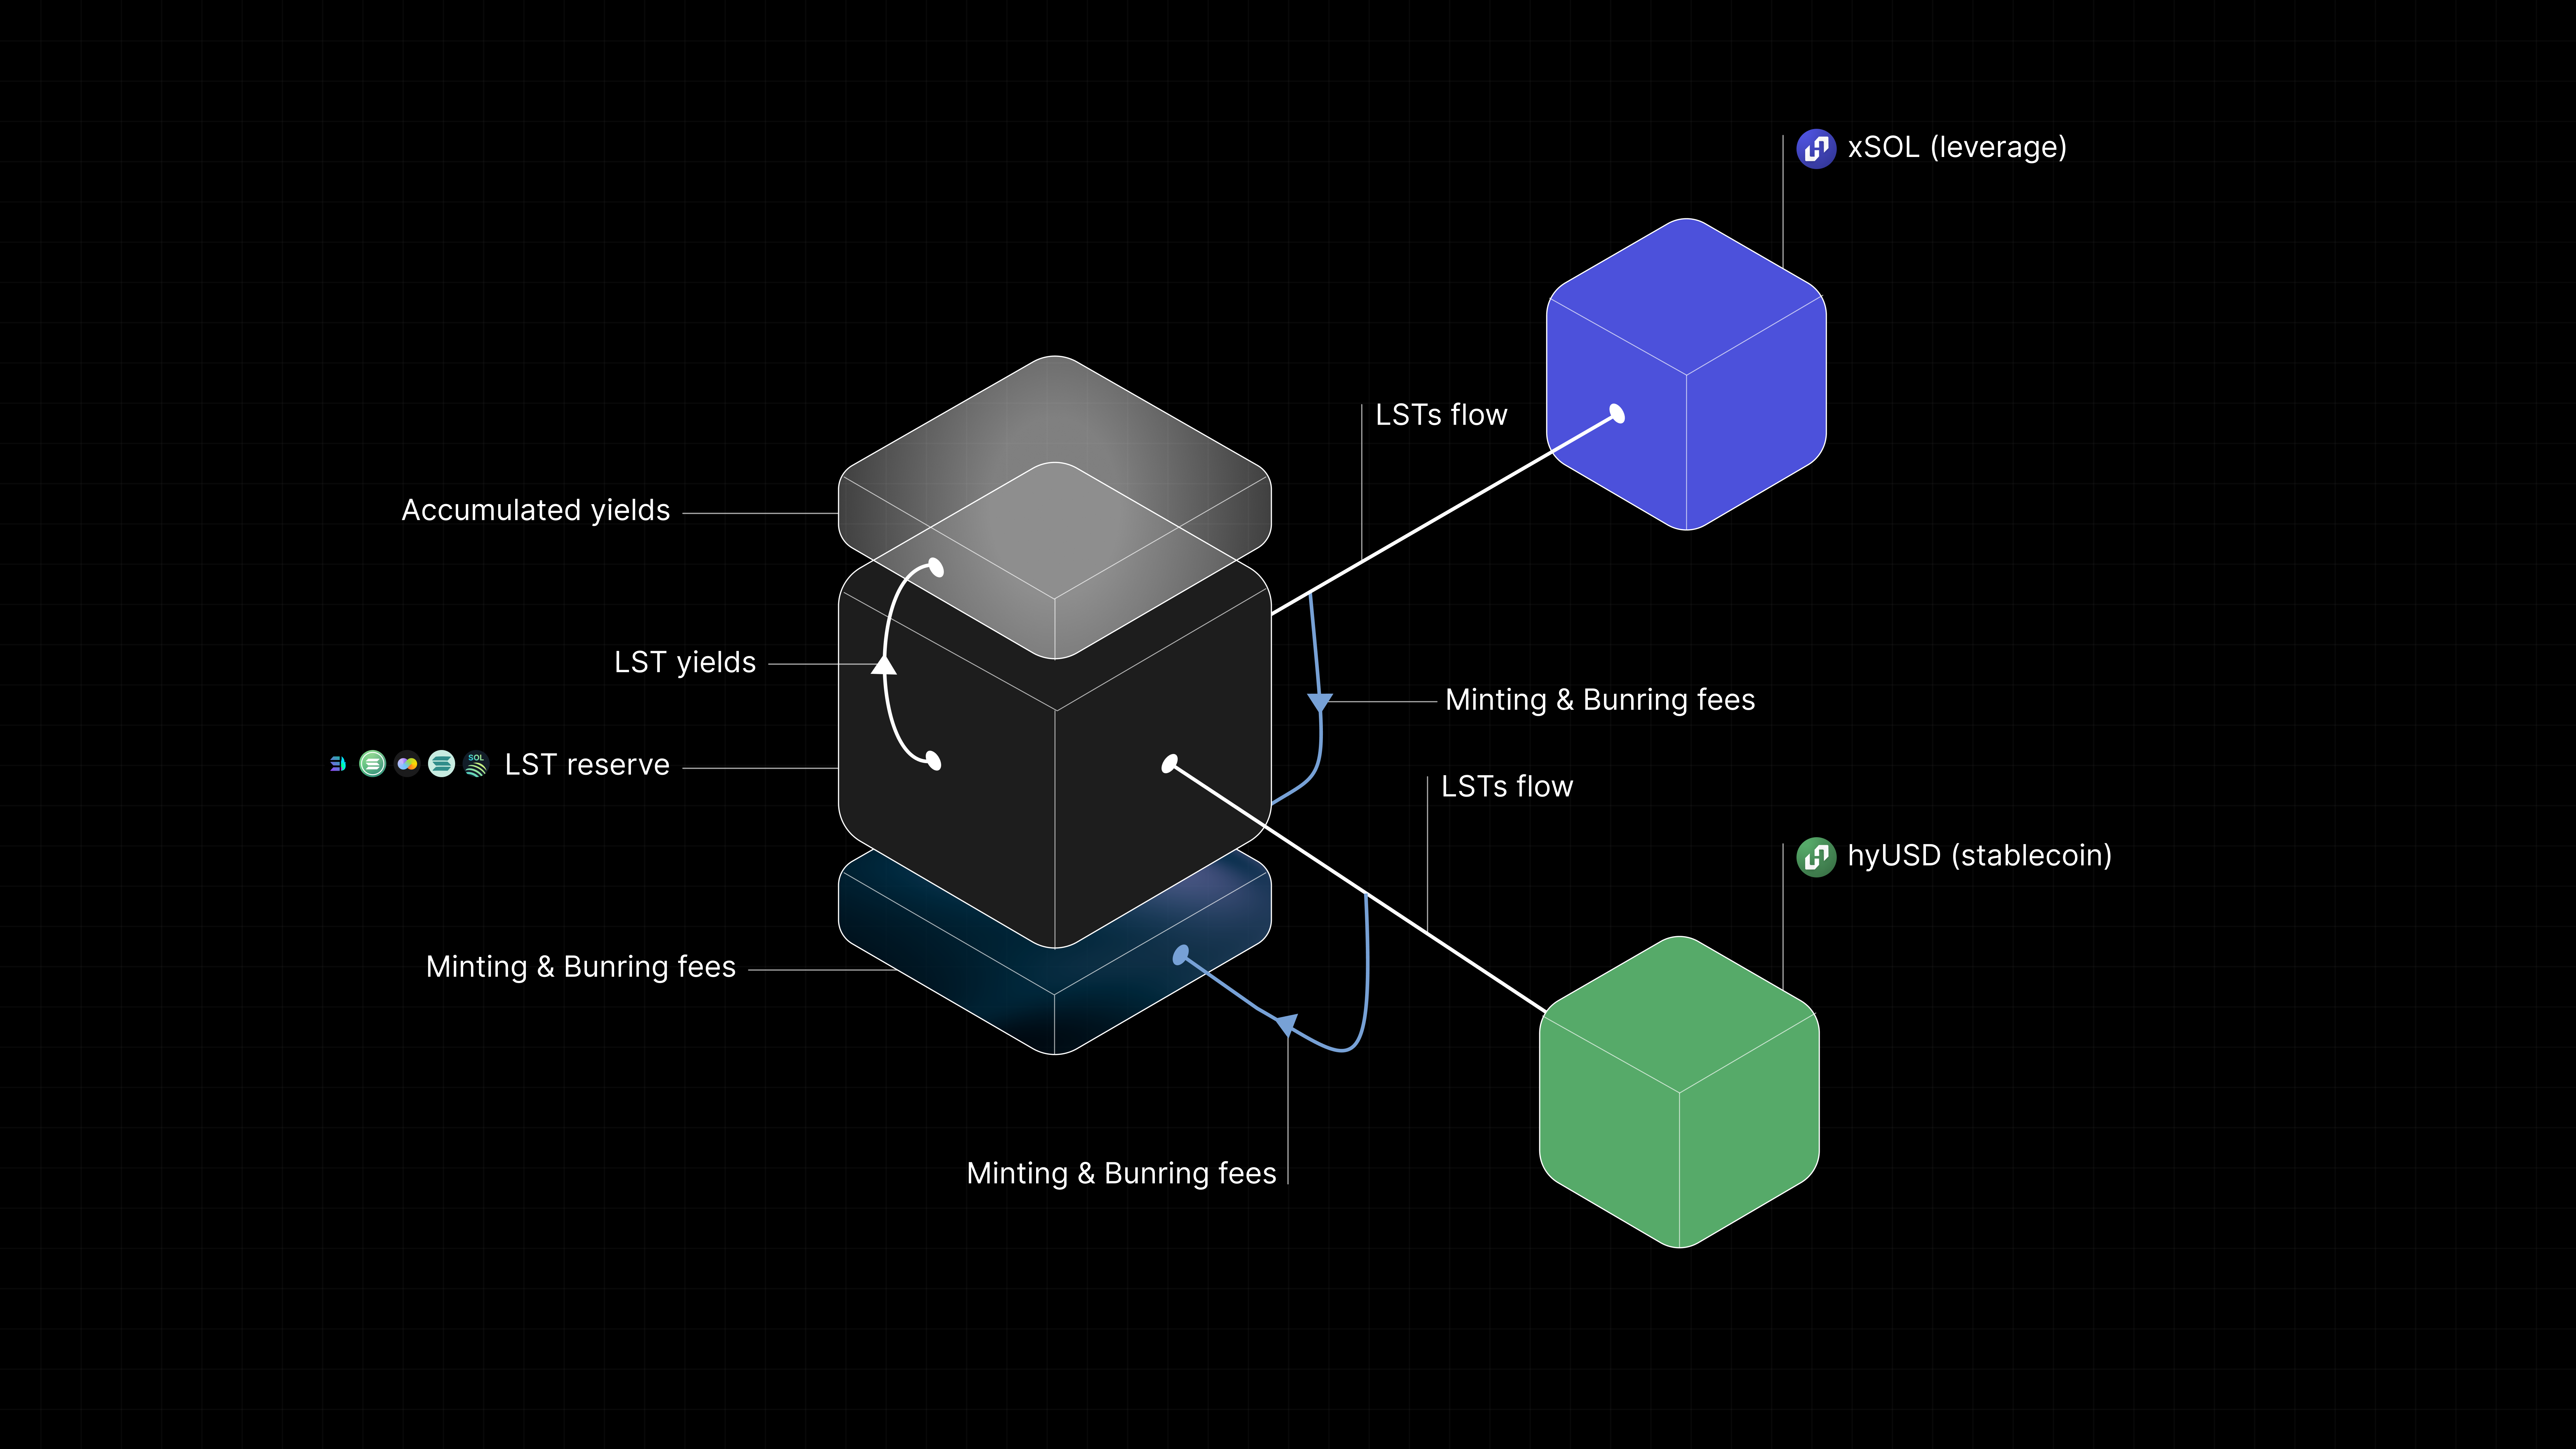 xSOL (leverage)
LSTs flow
Accumulated yields
LST yields
Minting & Bunring fees
SOL
LST reserve
LSTs flow
hyUSD (stablecoin)
Minting & Bunring fees
Minting & Bunring fees